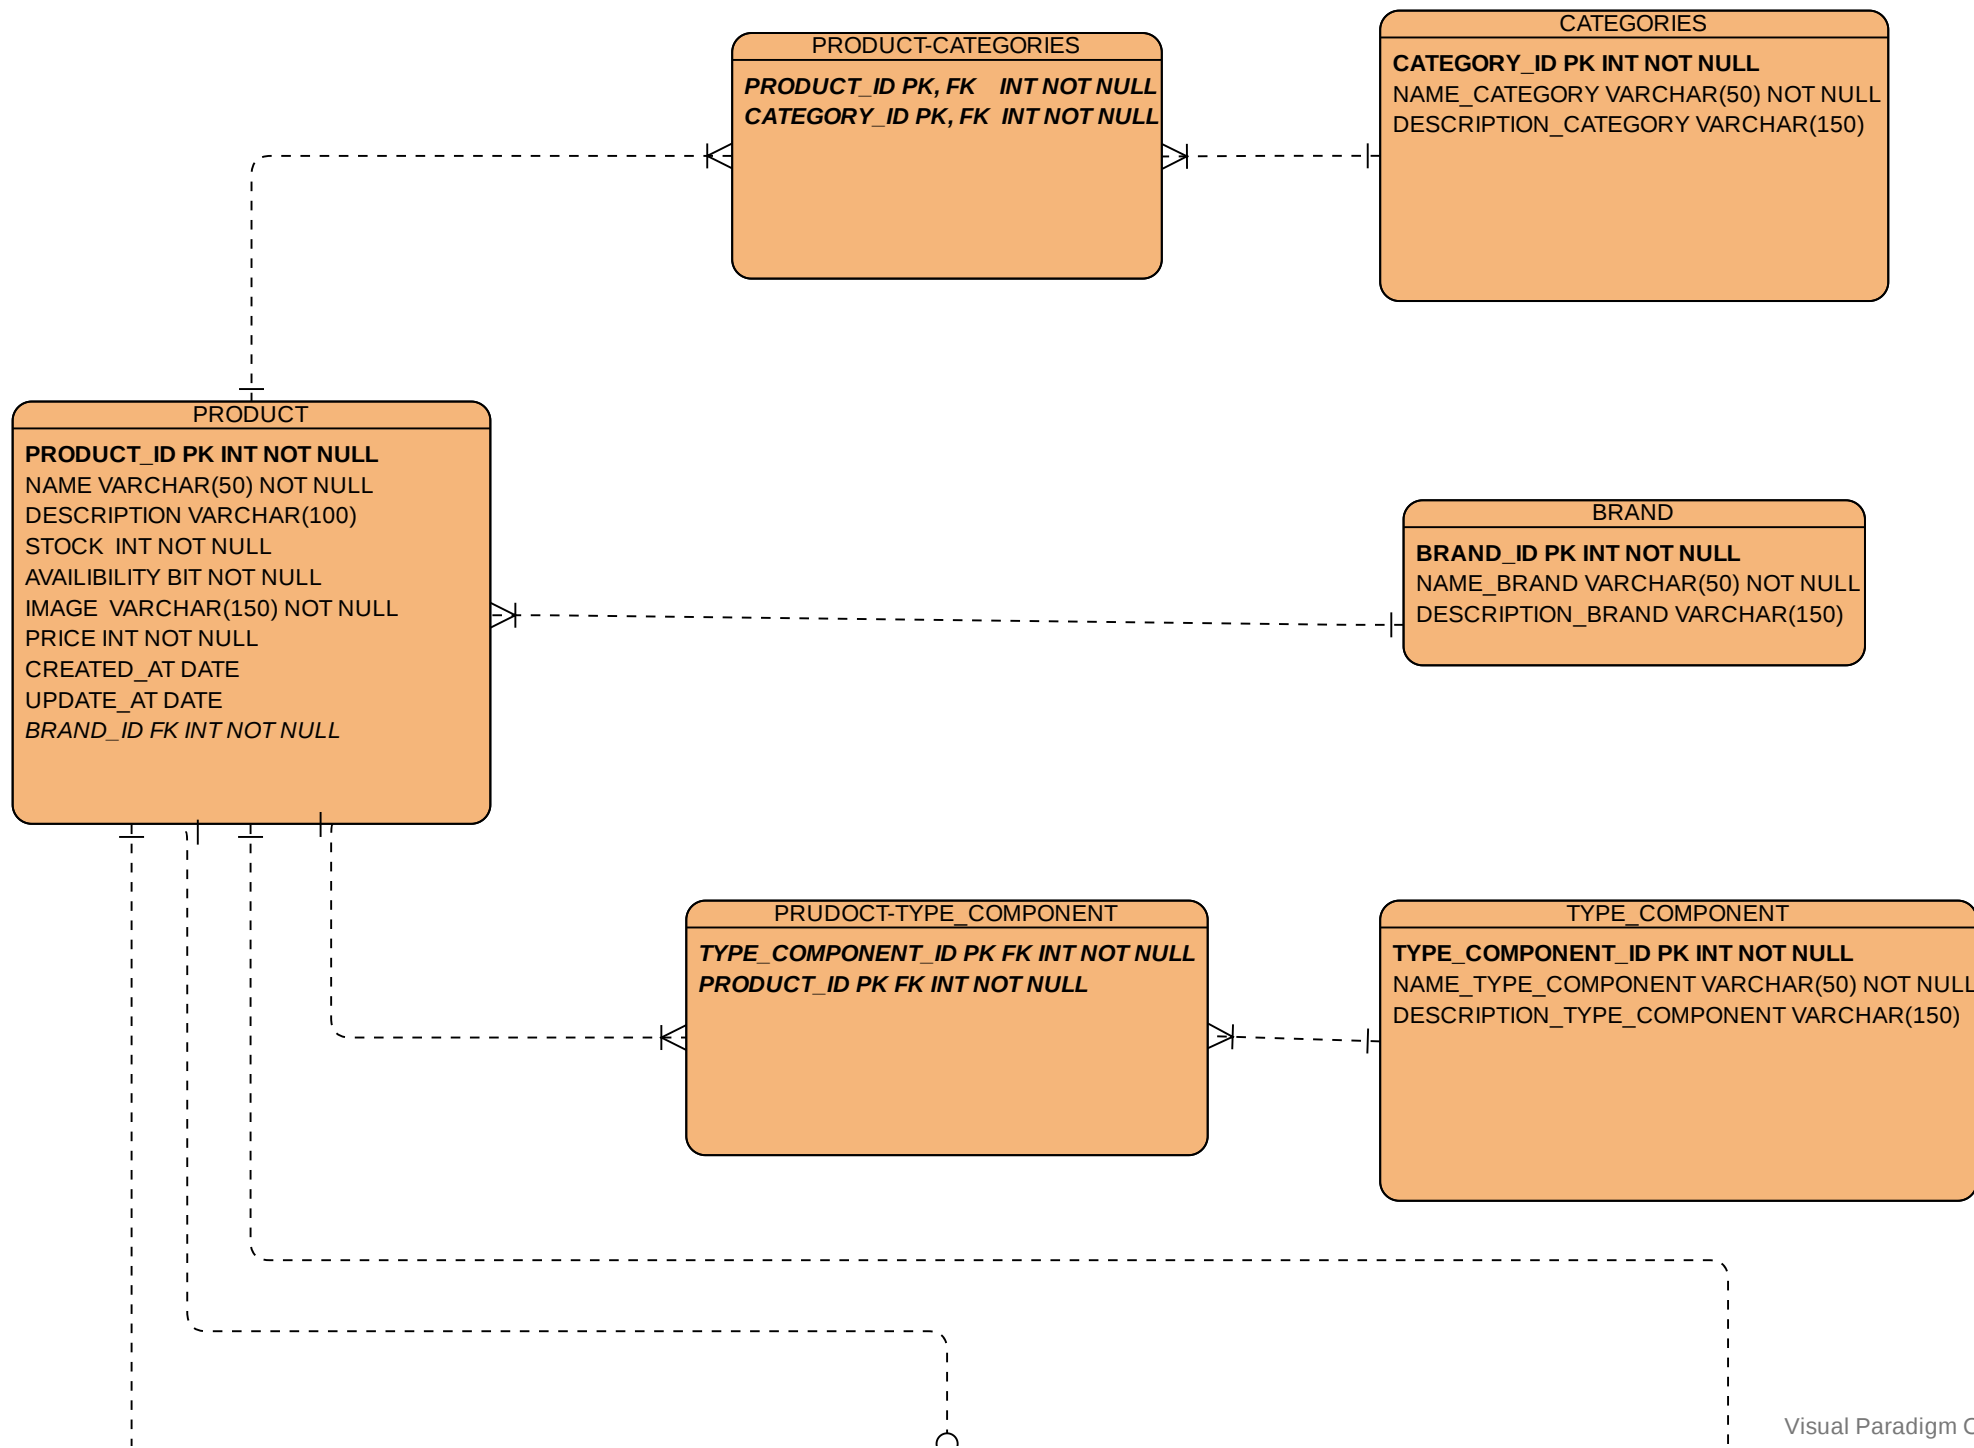 PRODUCT-CATEGORIES
PRODUCT_ID PK, FK INT NOT NULL
CATEGORY_ID PK, FK INT NOT NULL
CATEGORIES
CATEGORY_ID PK INT NOT NULL
NAME_CATEGORY VARCHAR(50) NOT NULL
DESCRIPTION_CATEGORY VARCHAR(150)
PRODUCT
PRODUCT_ID PK INT NOT NULL
NAME VARCHAR(50) NOT NULL
DESCRIPTION VARCHAR(100)
STOCK INT NOT NULL
AVAILIBILITY BIT NOT NULL
IMAGE VARCHAR(150) NOT NULL
PRICE INT NOT NULL
CREATED_AT DATE
UPDATE_AT DATE
BRAND_ID FK INT NOT NULL
BRAND
BRAND_ID PK INT NOT NULL
NAME_BRAND VARCHAR(50) NOT NULL
DESCRIPTION_BRAND VARCHAR(150)
PRUDOCT-TYPE_COMPONENT
TYPE_COMPONENT_ID PK FK INT NOT NULL
PRODUCT_ID PK FK INT NOT NULL
TYPE_COMPONENT
TYPE_COMPONENT_ID PK INT NOT NULL
NAME_TYPE_COMPONENT VARCHAR(50) NOT NULL
DESCRIPTION_TYPE_COMPONENT VARCHAR(150)
Visual Paradigm